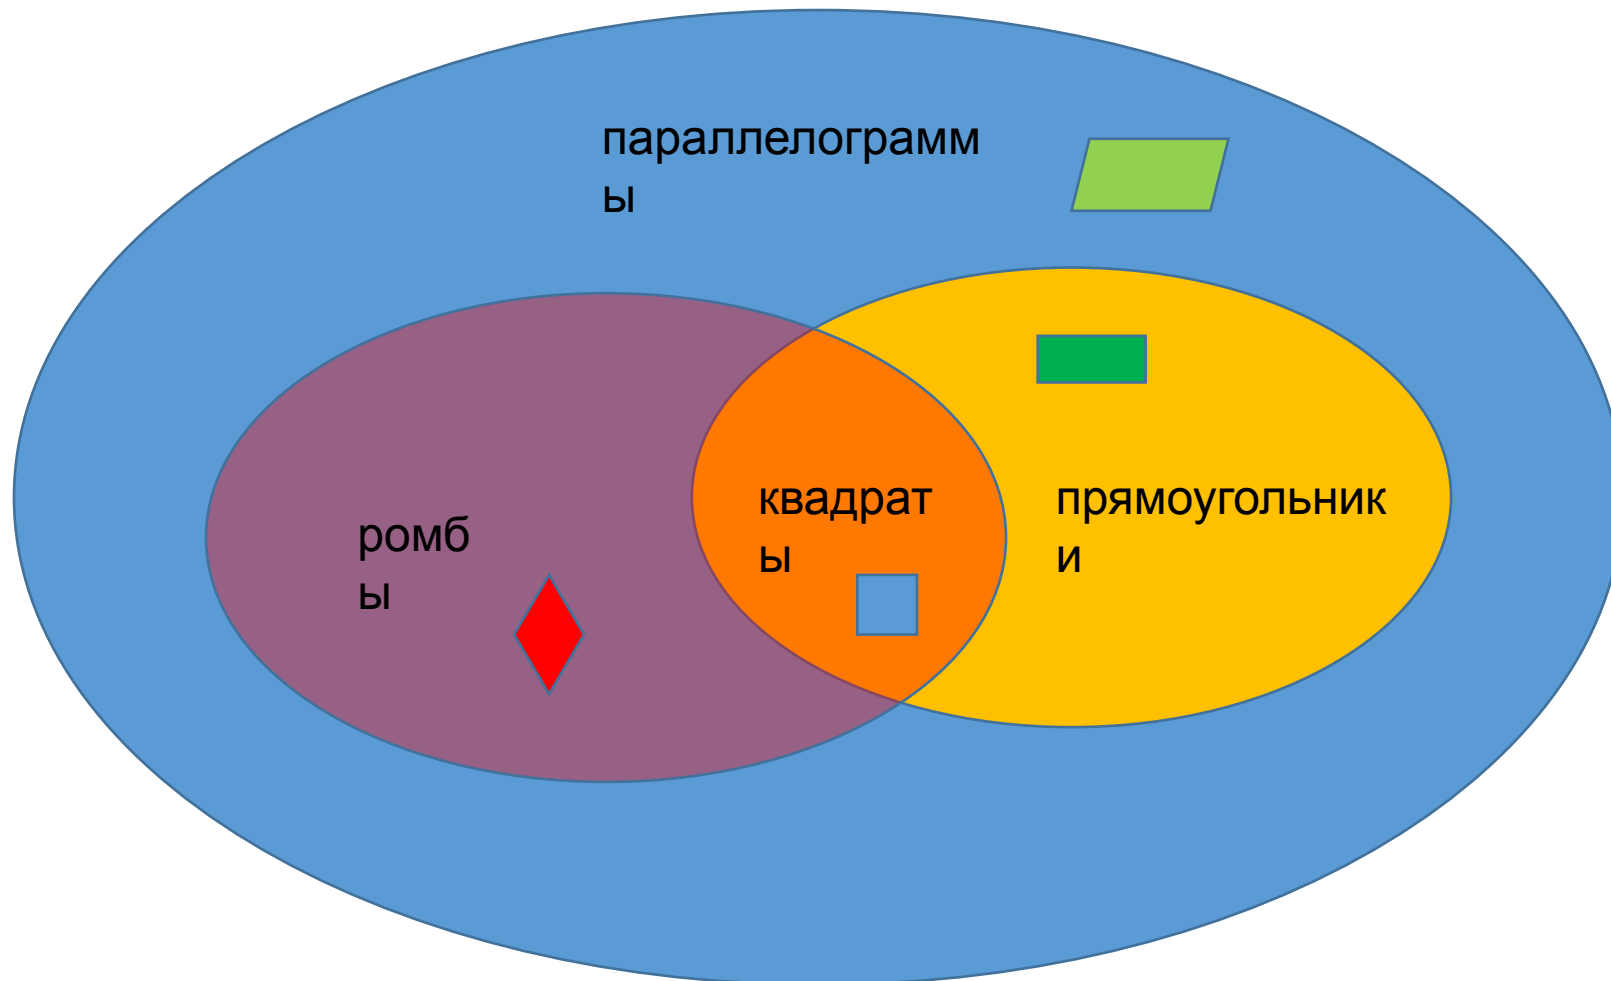 параллелограмм
ы
квадрат
ы
прямоугольник
и
ромб
ы